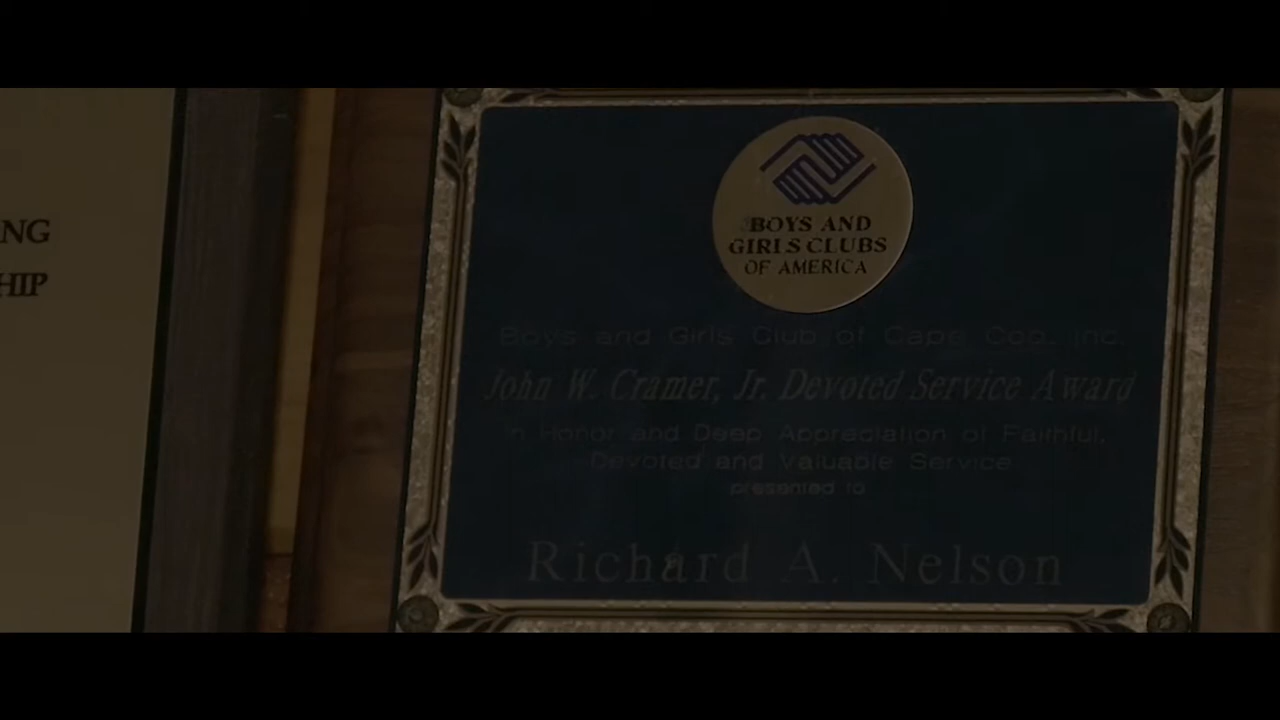 NG
HIP
BOYS AND
GIRLS CLUBS
OF AMERICA
Boys and Girls Club of Cape Cod, Inc.
John W. Cramer, Jr. Devoted Service Award
In Honor and Deep Appreciation of Faithful,
Devoted and Valuable Service
presented to
Richard A. Nelson